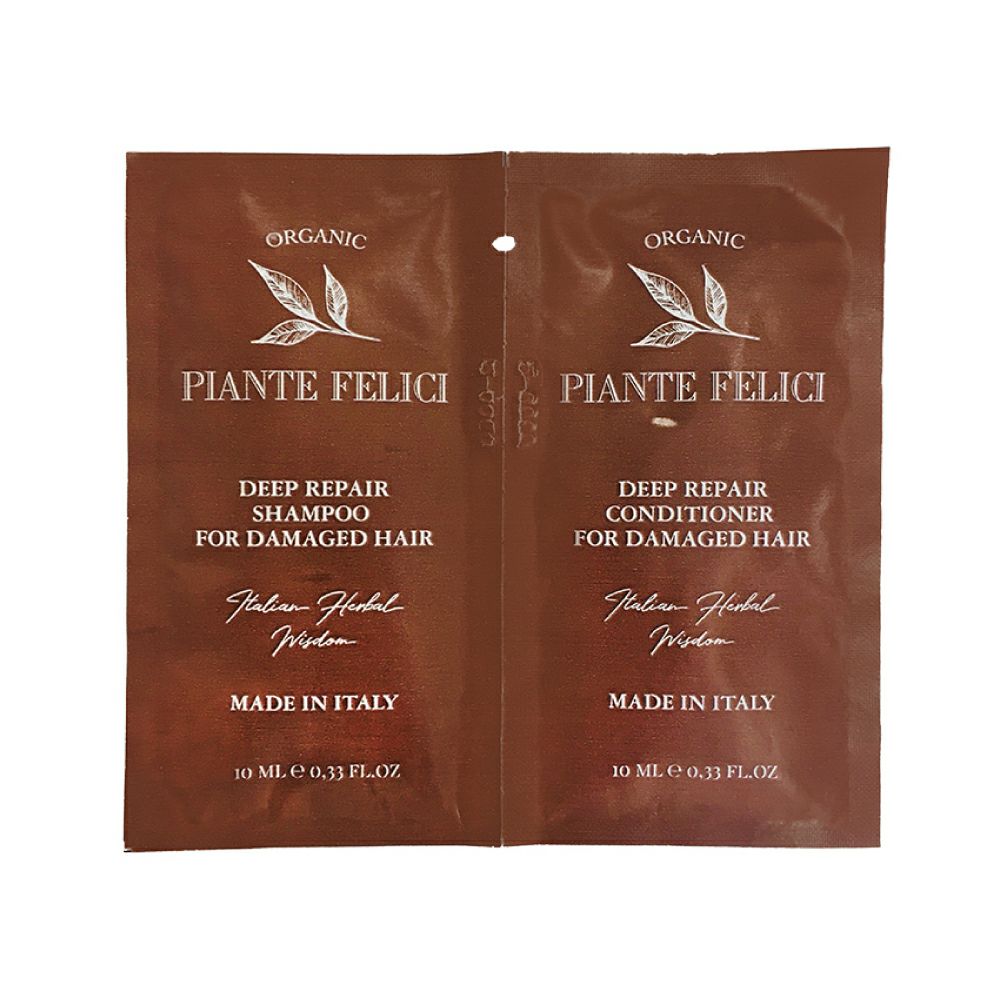 ORGANIC
PIANTE FELICI
DEEP REPAIR
SHAMPOO
FOR DAMAGED HAIR
Italian Herbal
Wisdom
MADE IN ITALY
10 ML ℮ 0,33 FL.OZ
ORGANIC
PIANTE FELICI
DEEP REPAIR
CONDITIONER
FOR DAMAGED HAIR
Italian Herbal
Wisdom
MADE IN ITALY
10 ML ℮ 0,33 FL.OZ